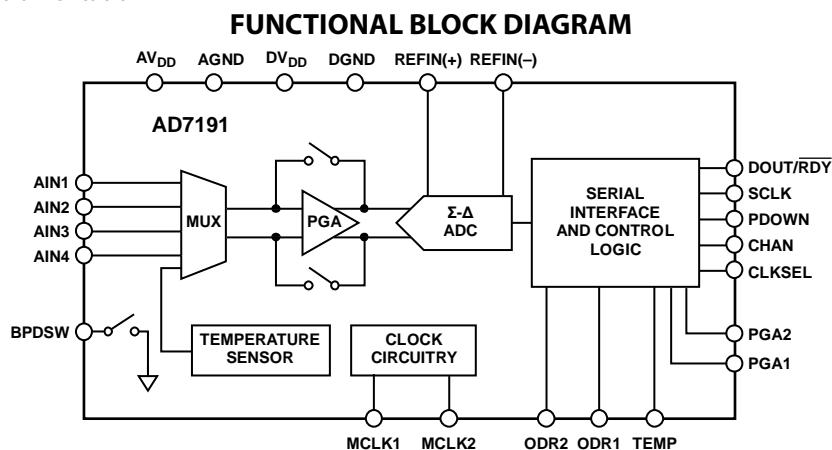 FUNCTIONAL BLOCK DIAGRAM
AVDD AGND DVDD DGND REFIN(+) REFIN(–)
AD7191
AIN1
AIN2
AIN3
AIN4
BPDSW
MUX
PGA
Σ-Δ
ADC
SERIAL
INTERFACE
AND CONTROL
LOGIC
DOUT/RDY
SCLK
PDOWN
CHAN
CLKSEL
PGA2
PGA1
TEMPERATURE
SENSOR
CLOCK
CIRCUITRY
MCLK1 MCLK2 ODR2 ODR1 TEMP